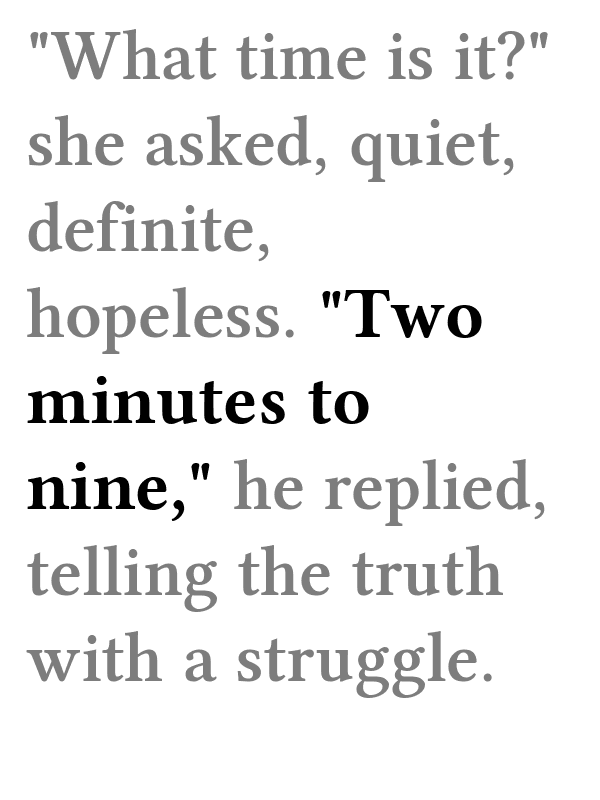 "What time is it?"
she asked, quiet,
definite,
hopeless. "Two
minutes to
nine," he replied,
telling the truth
with a struggle.